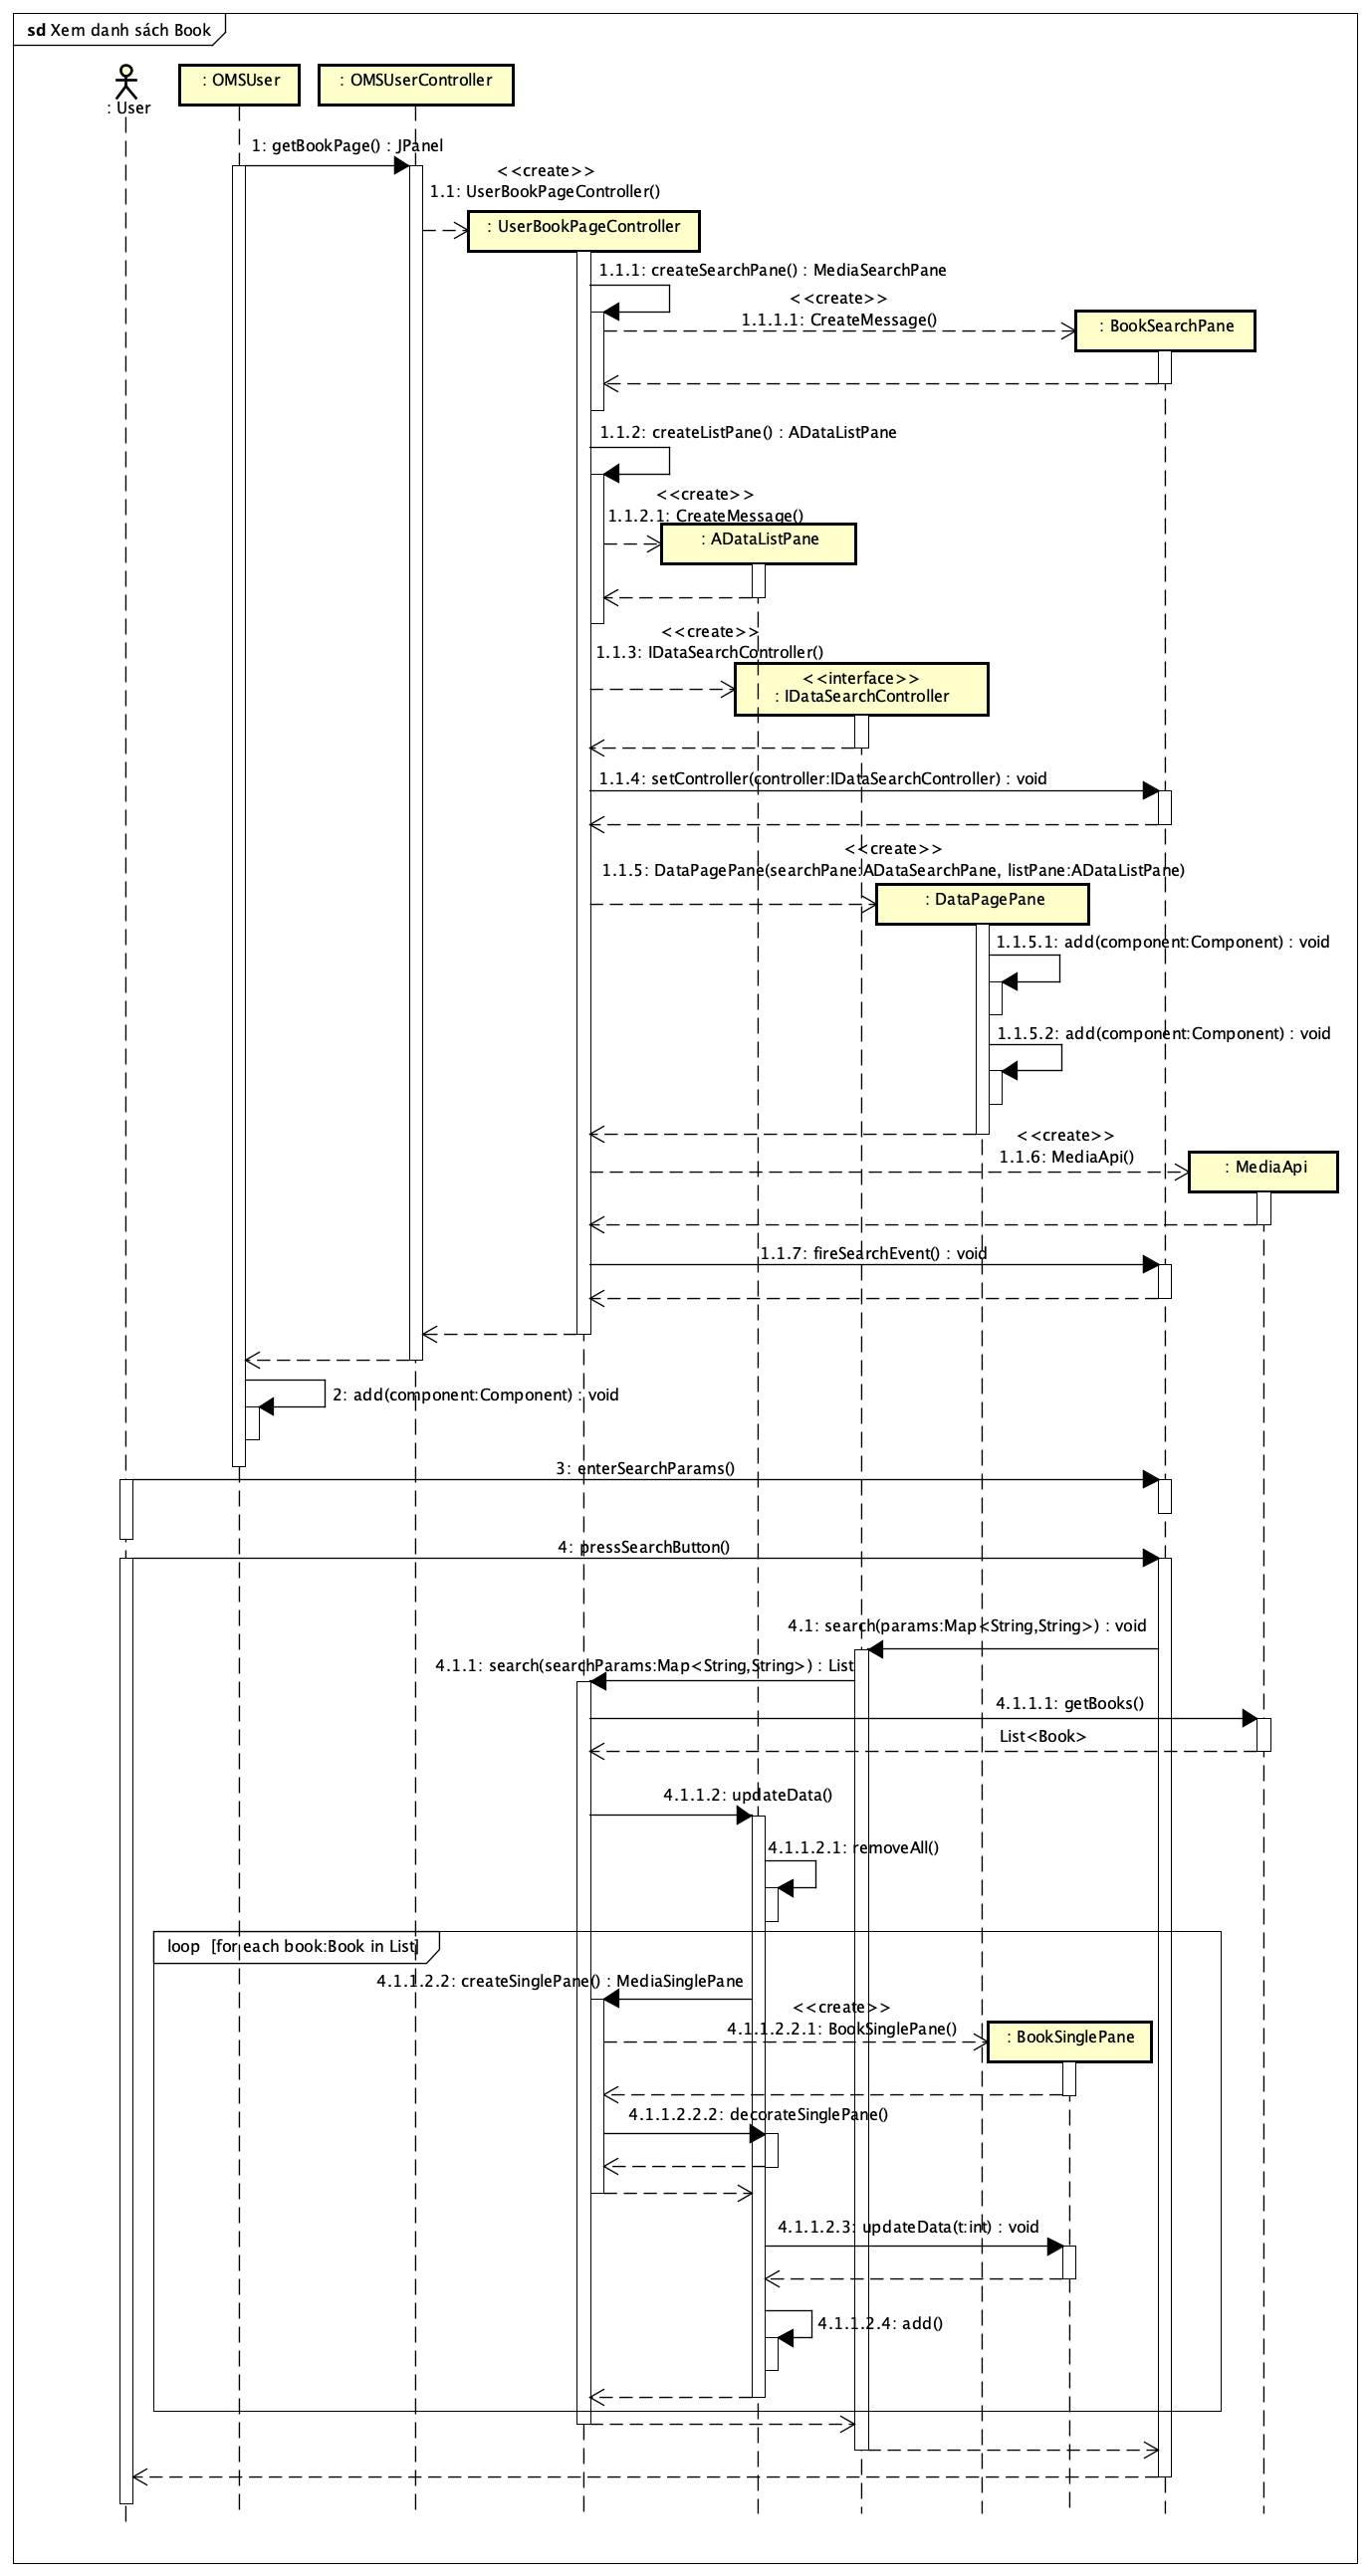 sd Xem danh sách Book
: User
: OMSUser
: OMSUserController
1: getBookPage() : JPanel
<<create>>
1.1: UserBookPageController()
: UserBookPageController
1.1.1: createSearchPane() : MediaSearchPane
<<create>>
1.1.1.1: CreateMessage()
: BookSearchPane
1.1.2: createListPane() : ADataListPane
<<create>>
1.1.2.1: CreateMessage()
: ADataListPane
<<create>>
1.1.3: IDataSearchController()
<<interface>>
: IDataSearchController
1.1.4: setController(controller:IDataSearchController) : void
<<create>>
1.1.5: DataPagePane(searchPane:ADataSearchPane, listPane:ADataListPane)
: DataPagePane
1.1.5.1: add(component:Component) : void
1.1.5.2: add(component:Component) : void
<<create>>
1.1.6: MediaApi()
: MediaApi
1.1.7: fireSearchEvent() : void
2: add(component:Component) : void
3: enterSearchParams()
4: pressSearchButton()
4.1: search(params:Map<String,String>) : void
4.1.1: search(searchParams:Map<String,String>) : List
4.1.1.1: getBooks()
List<Book>
4.1.1.2: updateData()
4.1.1.2.1: removeAll()
loop [for each book:Book in List]
4.1.1.2.2: createSinglePane() : MediaSinglePane
<<create>>
4.1.1.2.2.1: BookSinglePane()
: BookSinglePane
4.1.1.2.2.2: decorateSinglePane()
4.1.1.2.3: updateData(t:int) : void
4.1.1.2.4: add()